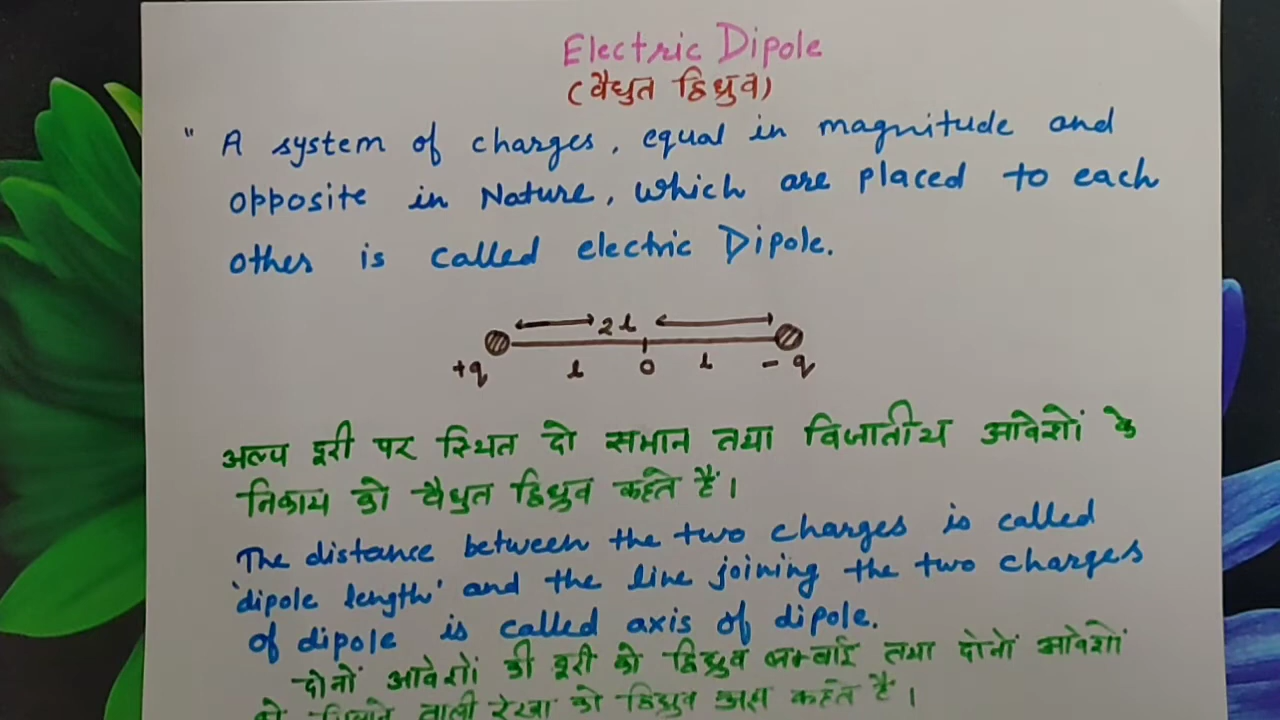 Electric Dipole
(वैधुत द्विध्रुव)
" A system of charges, equal in magnitude and
opposite in Nature, which are placed to each
other is called electric Dipole.
2l
+q l O l - q
अल्प दूरी पर स्थित दो समान तथा विजातीय आवेशों के
निकाय को वैधुत द्विध्रुव कहते हैं।
The distance between the two charges is called
'dipole length' and the line joining the two charges
of dipole is called axis of dipole.
दोनों आवेशों की दूरी को द्विध्रुव लम्बाई तथा दोनों आवेशों
को मिलाने वाली रेखा को द्विध्रुव अक्ष कहते हैं।